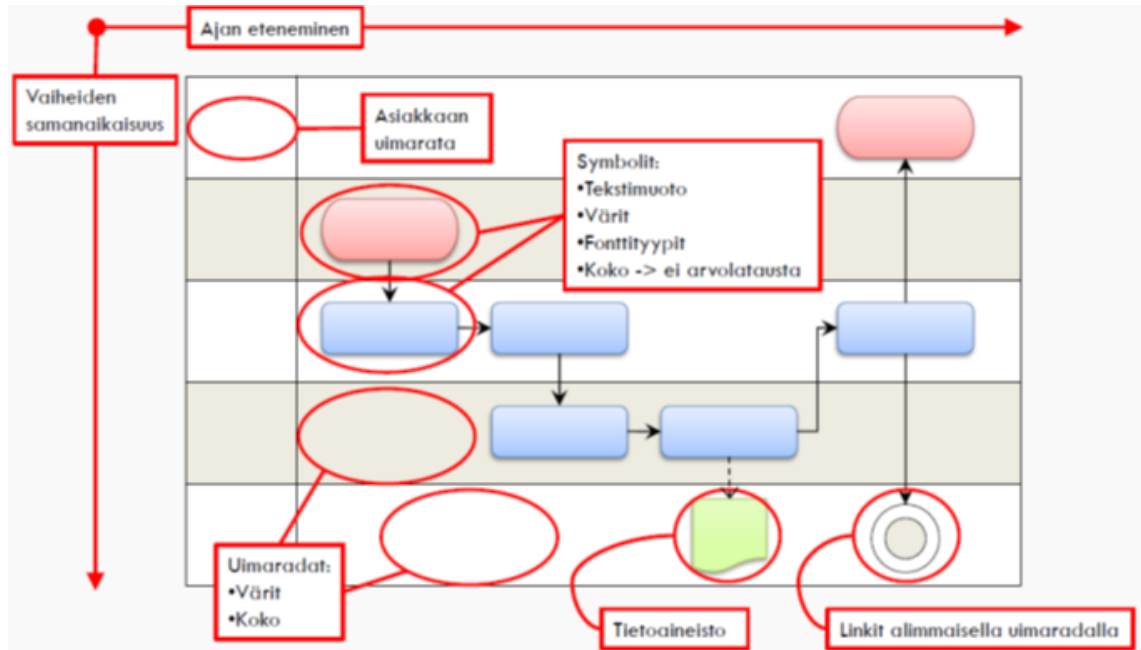 Ajan eteneminen
Vaiheiden
samanaikaisuus
Asiakkaan
uimarata
Symbolit:
•Tekstimuoto
•Värit
•Fonttityypit
•Koko -> ei arvolatausta
Uimaradat:
•Värit
•Koko
Tietoaineisto
Linkit alimmaisella uimaradalla